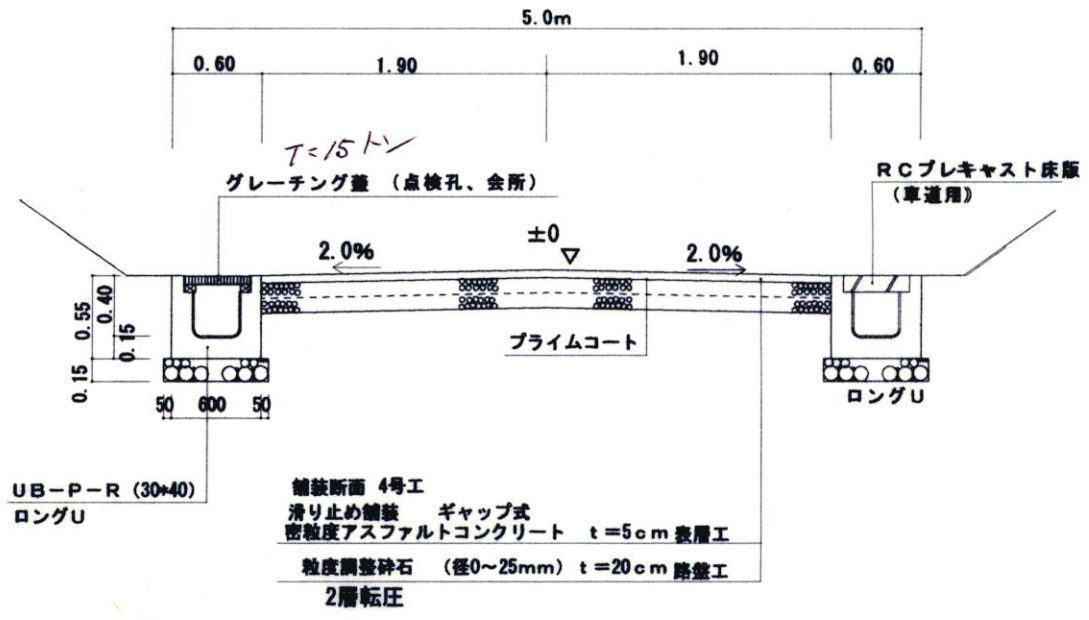 5.0m
0.60
1.90
1.90
0.60
T=15トン
グレーチング蓋 (点検孔、会所)
RCプレキャスト床版
(車道用)
±0
2.0%
2.0%
0.55
0.40
0.15
0.15
プライムコート
ロングU
50 600 50
UB-P-R (30*40)
ロングU
舗装断面 4号工
滑り止め舗装 ギャップ式
密粒度アスファルトコンクリート t=5cm 表層工
粒度調整砕石 (径0~25mm) t=20cm 路盤工
2層転圧